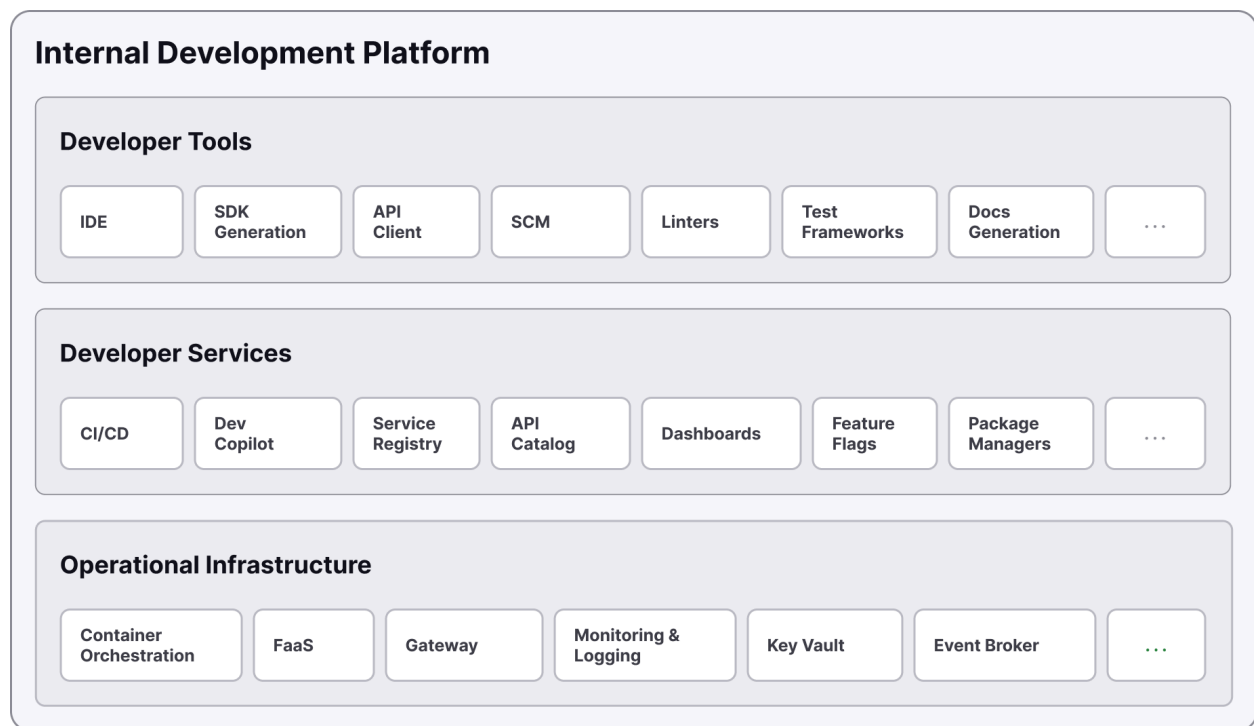 Internal Development Platform
Developer Tools
IDE
SDK
Generation
API
Client
SCM
Linters
Test
Frameworks
Docs
Generation
...
Developer Services
CI/CD
Dev
Copilot
Service
Registry
API
Catalog
Dashboards
Feature
Flags
Package
Managers
...
Operational Infrastructure
Container
Orchestration
FaaS
Gateway
Monitoring &
Logging
Key Vault
Event Broker
...